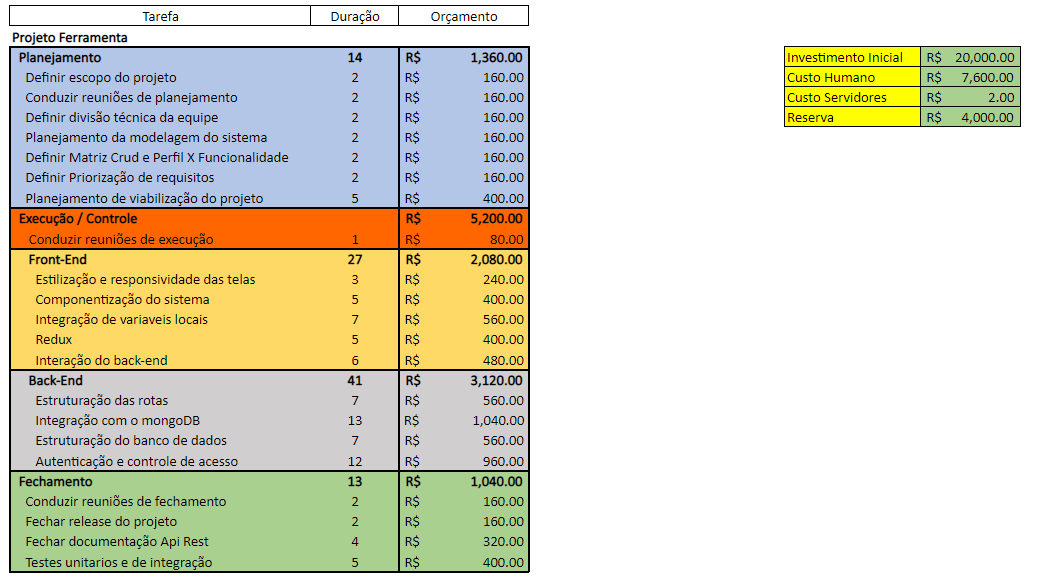 Tarefa Duração Orçamento
Projeto Ferramenta
Planejamento 14 R$ 1,360.00
Definir escopo do projeto 2 R$ 160.00
Conduzir reuniões de planejamento 2 R$ 160.00
Definir divisão técnica da equipe 2 R$ 160.00
Planejamento da modelagem do sistema 2 R$ 160.00
Definir Matriz Crud e Perfil X Funcionalidade 2 R$ 160.00
Definir Priorização de requisitos 2 R$ 160.00
Planejamento de viabilização do projeto 5 R$ 400.00
Execução / Controle R$ 5,200.00
Conduzir reuniões de execução 1 R$ 80.00
Front-End 27 R$ 2,080.00
Estilização e responsividade das telas 3 R$ 240.00
Componentização do sistema 5 R$ 400.00
Integração de variaveis locais 7 R$ 560.00
Redux 5 R$ 400.00
Interação do back-end 6 R$ 480.00
Back-End 41 R$ 3,120.00
Estruturação das rotas 7 R$ 560.00
Integração com o mongoDB 13 R$ 1,040.00
Estruturação do banco de dados 7 R$ 560.00
Autenticação e controle de acesso 12 R$ 960.00
Fechamento 13 R$ 1,040.00
Conduzir reuniões de fechamento 2 R$ 160.00
Fechar release do projeto 2 R$ 160.00
Fechar documentação Api Rest 4 R$ 320.00
Testes unitarios e de integração 5 R$ 400.00
Investimento Inicial R$ 20,000.00
Custo Humano R$ 7,600.00
Custo Servidores R$ 2.00
Reserva R$ 4,000.00